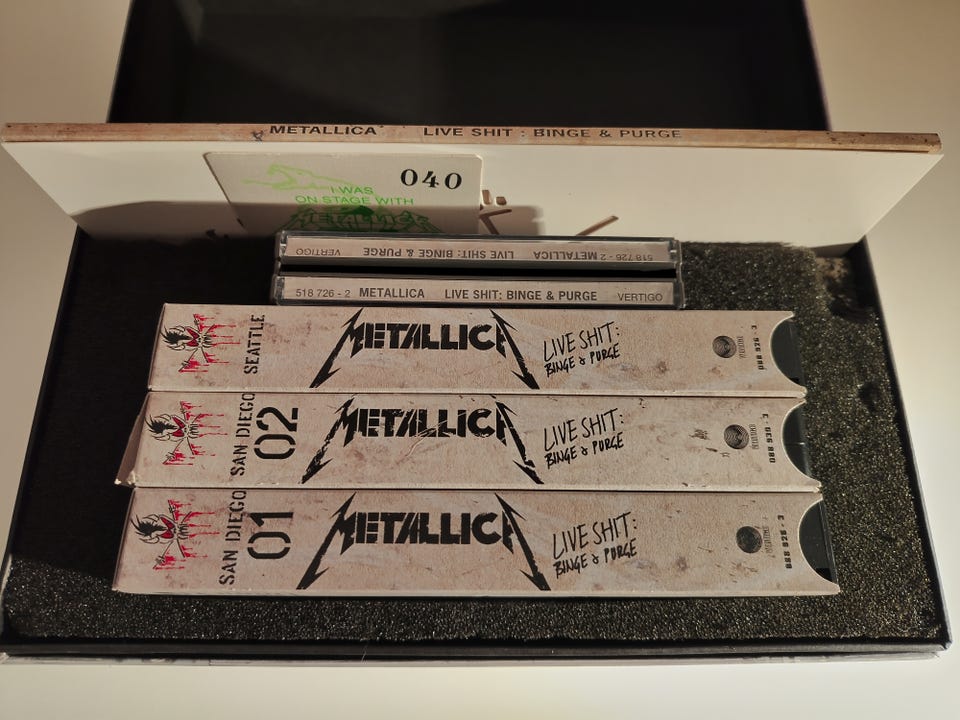 METALLICA LIVE SHIT : BINGE & PURGE
040
I WAS
ON STAGE WITH
METALLICA
518 726 - 2 METALLICA LIVE SHIT: BINGE & PURGE VERTIGO
518 726 - 2 METALLICA LIVE SHIT: BINGE & PURGE VERTIGO
SEATTLE METALLICA LIVE SHIT:
BINGE & PURGE
SAN DIEGO 02 METALLICA LIVE SHIT:
BINGE & PURGE
SAN DIEGO 01 METALLICA LIVE SHIT:
BINGE & PURGE